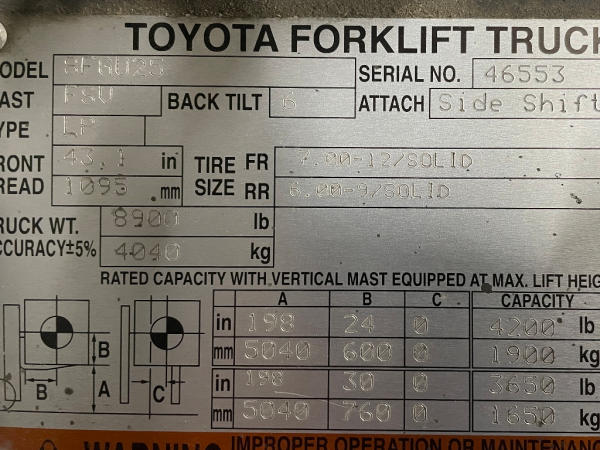 TOYOTA FORKLIFT TRUCK
MODEL 8FGU25 SERIAL NO. 46553
MAST FSV BACK TILT 6 ATTACH Side Shift
TYPE LP
FRONT 43.1 in TIRE FR 7.00-12/SOLID
TREAD 1095 mm SIZE RR 6.00-9/SOLID
TRUCK WT. 8900 lb
ACCURACY±5% 4040 kg
RATED CAPACITY WITH VERTICAL MAST EQUIPPED AT MAX. LIFT HEIG
A B C CAPACITY
in 198 24 0 4200 lb
mm 5040 600 0 1900 kg
in 198 30 0 3650 lb
mm 5040 760 0 1650 kg
B A B C
WARNING IMPROPER OPERATION OR MAINTENANC